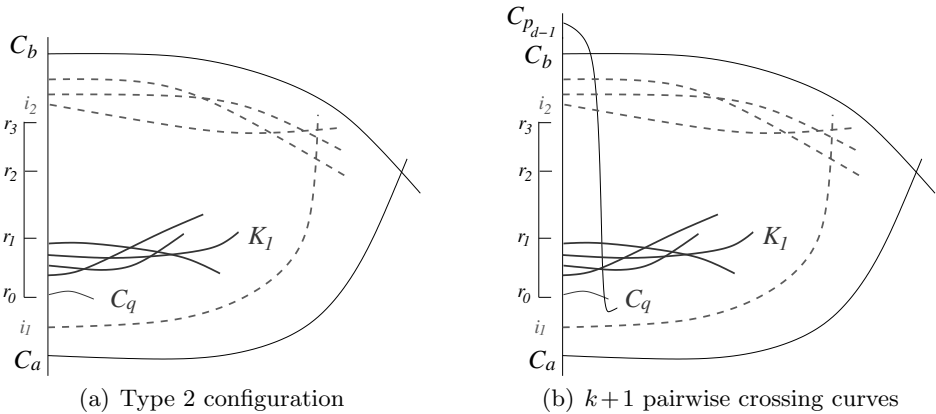 C_b
i_2
r_3
r_2
r_1
K_1
r_0
C_q
i_1
C_a
(a) Type 2 configuration
C_{p_{d-1}}
C_b
i_2
r_3
r_2
r_1
K_1
r_0
C_q
i_1
C_a
(b) k+1 pairwise crossing curves